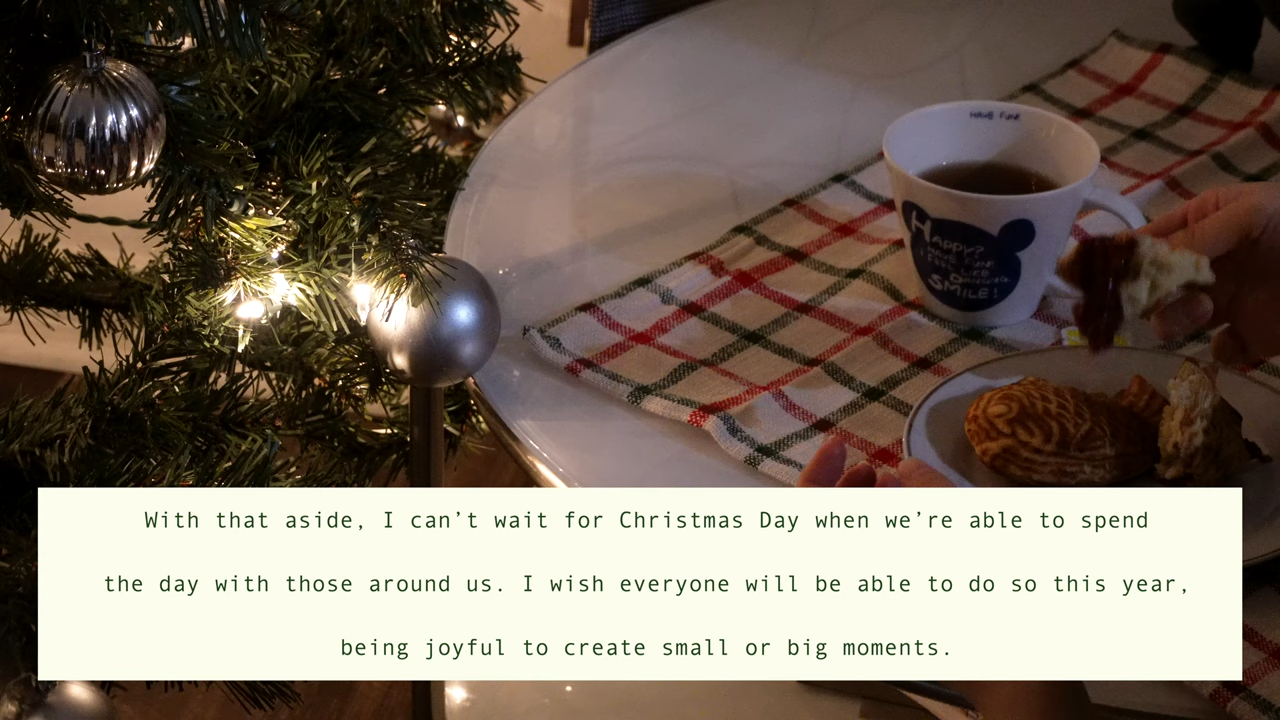 HAVE FUN!
HAPPY?
HAVE FUN!
SMILE!
With that aside, I can’t wait for Christmas Day when we’re able to spend
the day with those around us. I wish everyone will be able to do so this year,
being joyful to create small or big moments.